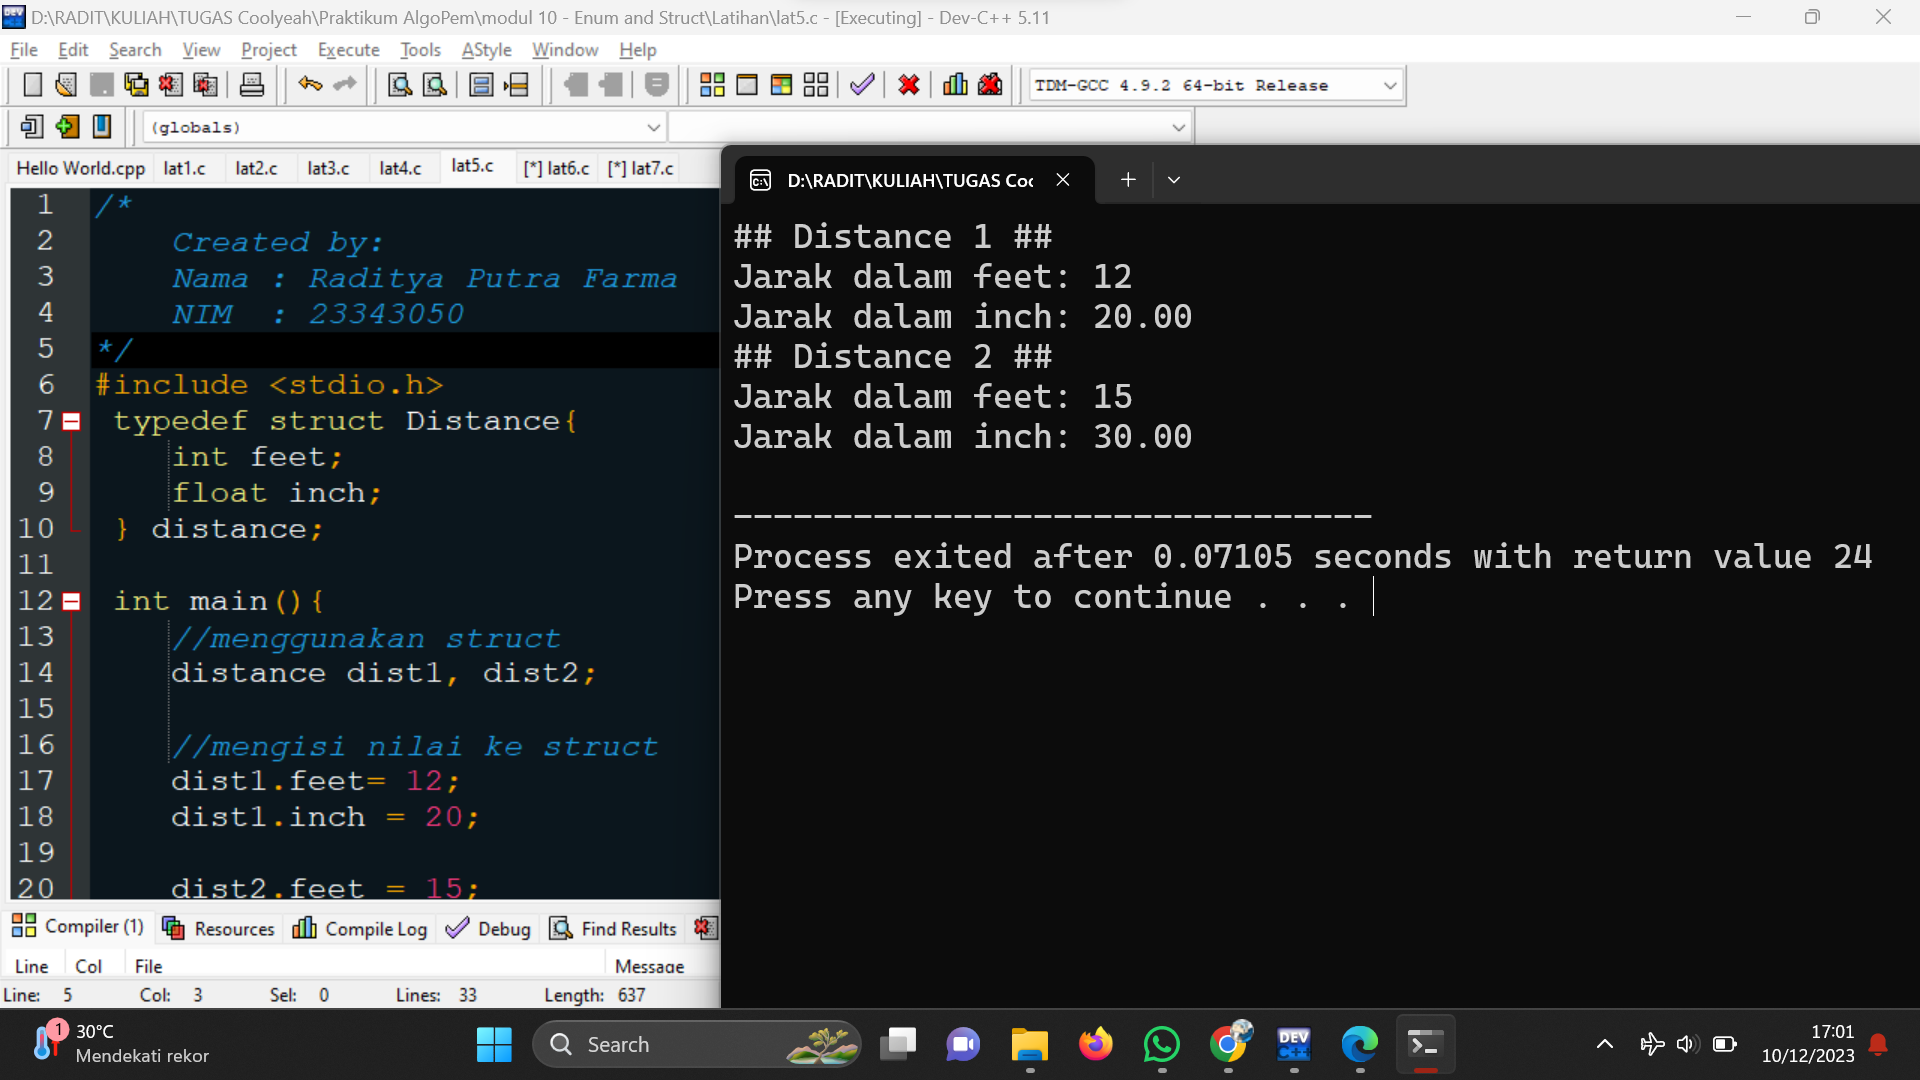 D:\RADIT\KULIAH\TUGAS Coolyeah\Praktikum AlgoPem\modul 10 - Enum and Struct\Latihan\lat5.c - [Executing] - Dev-C++ 5.11
File Edit Search View Project Execute Tools AStyle Window Help
TDM-GCC 4.9.2 64-bit Release
(globals)
Hello World.cpp lat1.c lat2.c lat3.c lat4.c lat5.c [*] lat6.c [*] lat7.c
1 /*
2 Created by:
3 Nama : Raditya Putra Farma
4 NIM : 23343050
5 */
6 #include <stdio.h>
7 typedef struct Distance{
8 int feet;
9 float inch;
10 } distance;
11
12 int main(){
13 //menggunakan struct
14 distance dist1, dist2;
15
16 //mengisi nilai ke struct
17 dist1.feet= 12;
18 dist1.inch = 20;
19
20 dist2.feet = 15;
D:\RADIT\KULIAH\TUGAS Coo
## Distance 1 ##
Jarak dalam feet: 12
Jarak dalam inch: 20.00
## Distance 2 ##
Jarak dalam feet: 15
Jarak dalam inch: 30.00
--------------------------------
Process exited after 0.07105 seconds with return value 24
Press any key to continue . . .
Compiler (1) Resources Compile Log Debug Find Results
Line Col File Message
Line: 5 Col: 3 Sel: 0 Lines: 33 Length: 637
1 30°C
Mendekati rekor
Search
DEV C++
17:01
10/12/2023